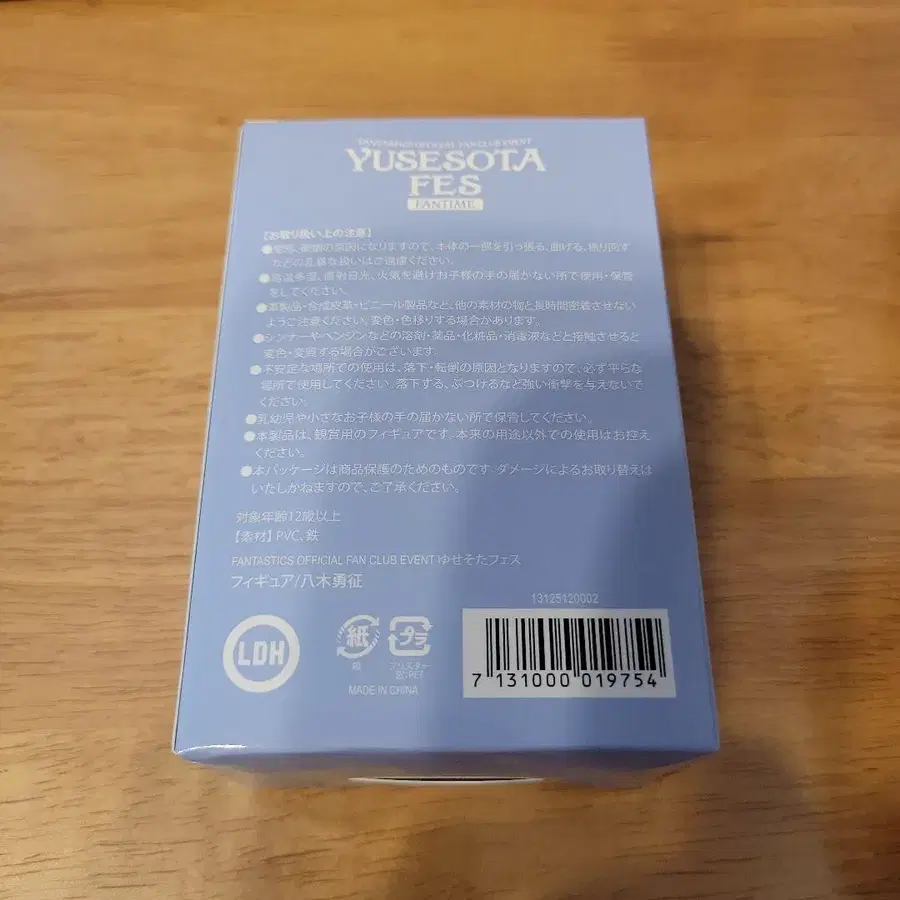 FANTASTICS OFFICIAL FAN CLUB EVENT
YUSESOTA
FES
FANTIME
【お取り扱い上の注意】
●変形、破損の原因になりますので、本体の一部を引っ張る、曲げる、振り回す
などの乱暴な扱いはご遠慮ください。
●高温多湿、直射日光、火気を避けお子様の手の届かない所で使用・保管
をしてください。
●革製品・合成皮革・ビニール製品など、他の素材の物と長時間密着させない
ようご注意ください。変色・色移りする場合があります。
●シンナーやベンジンなどの溶剤・薬品・化粧品・消毒液などと接触させると
変色・変質する場合がございます。
●不安定な場所での使用は、落下・転倒の原因となりますので、必ず平らな
場所で使用してください。落下する、ぶつけるなど強い衝撃を与えないで
ください。
●乳幼児や小さなお子様の手の届かない所で保管してください。
●本製品は、観賞用のフィギュアです。本来の用途以外での使用はお控え
ください。
●本パッケージは商品保護のためのものです。ダメージによるお取り替えは
いたしかねますので、ご了承ください。
対象年齢12歳以上
【素材】PVC、鉄
FANTASTICS OFFICIAL FAN CLUB EVENT ゆせそたフェス
フィギュア/八木勇征
13125120002
LDH
紙
プラ
箱
ブリスター
MADE IN CHINA
7 131000 019754